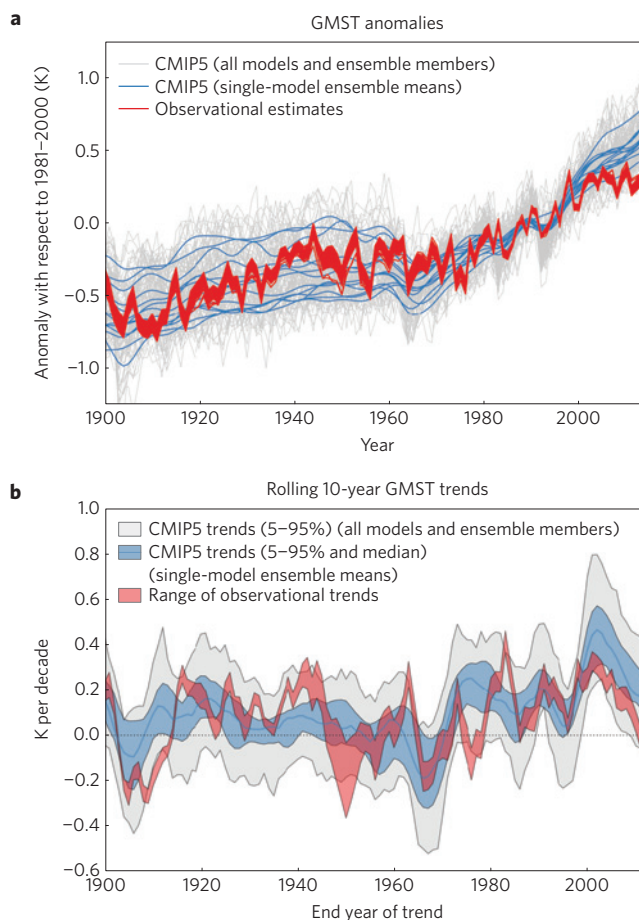 a
GMST anomalies
CMIP5 (all models and ensemble members)
CMIP5 (single-model ensemble means)
Observational estimates
Anomaly with respect to 1981–2000 (K)
1.0
0.5
0.0
−0.5
−1.0
1900 1920 1940 1960 1980 2000
Year
b
Rolling 10-year GMST trends
CMIP5 trends (5–95%) (all models and ensemble members)
CMIP5 trends (5–95% and median)
(single-model ensemble means)
Range of observational trends
K per decade
1.0
0.8
0.6
0.4
0.2
0.0
−0.2
−0.4
−0.6
1900 1920 1940 1960 1980 2000
End year of trend